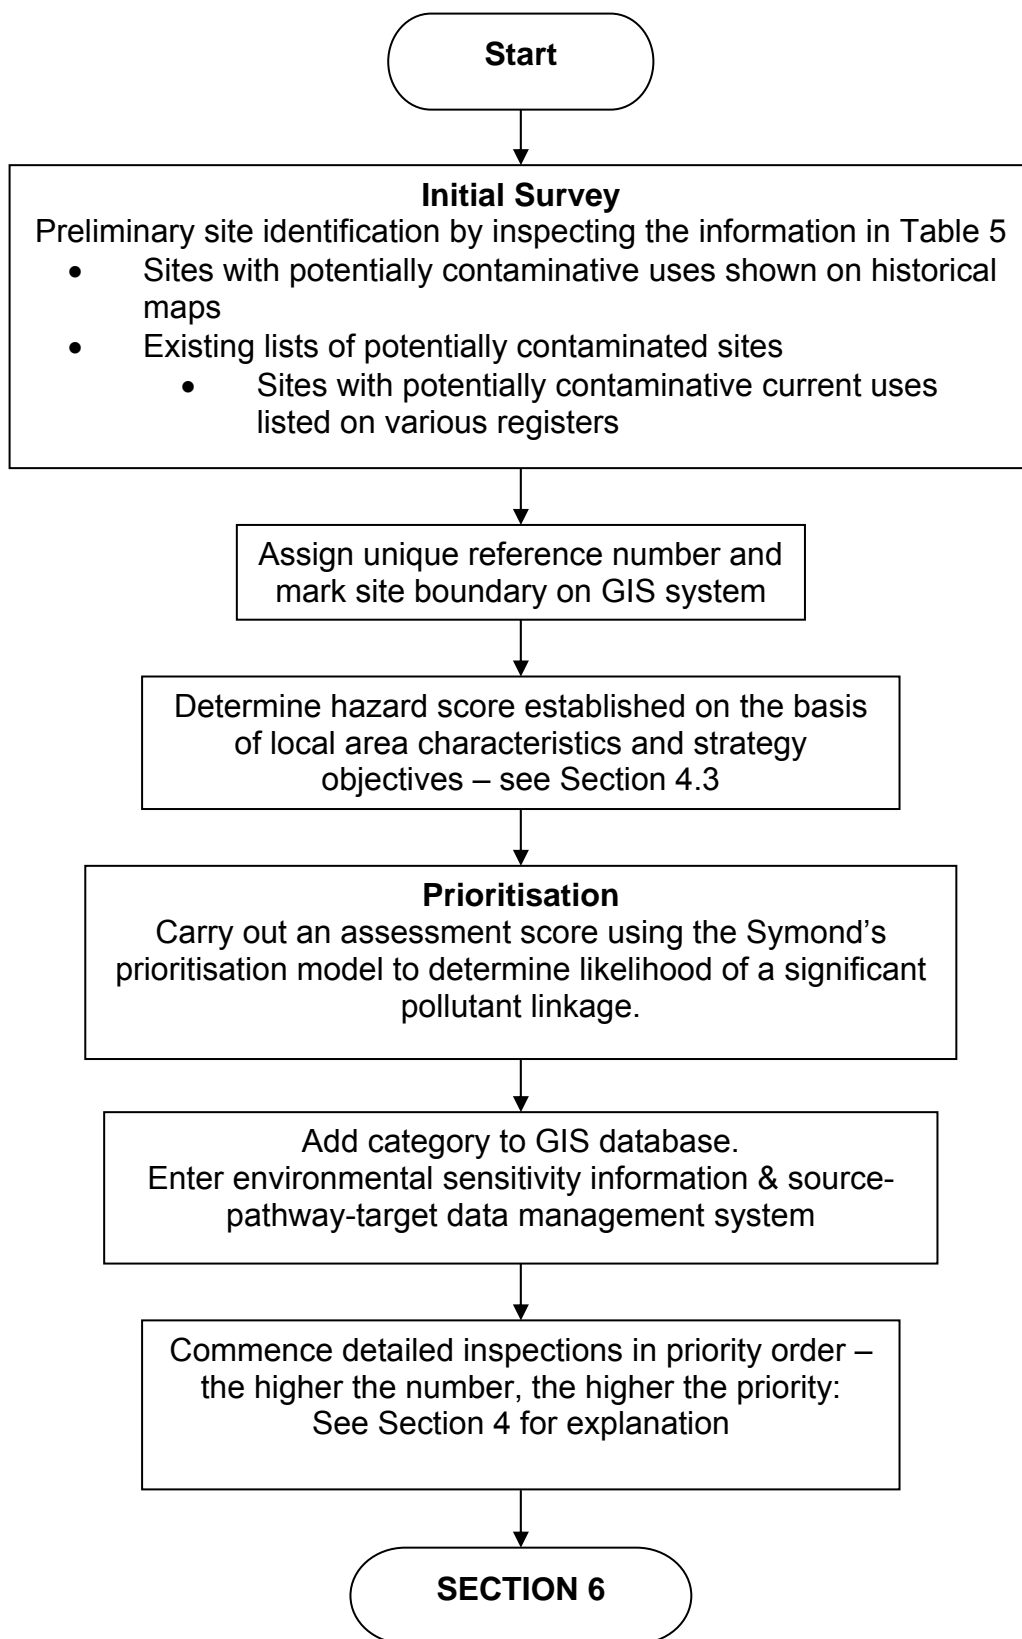 Start
Initial Survey
Preliminary site identification by inspecting the information in Table 5
• Sites with potentially contaminative uses shown on historical
maps
• Existing lists of potentially contaminated sites
• Sites with potentially contaminative current uses
listed on various registers
Assign unique reference number and
mark site boundary on GIS system
Determine hazard score established on the basis
of local area characteristics and strategy
objectives – see Section 4.3
Prioritisation
Carry out an assessment score using the Symond’s
prioritisation model to determine likelihood of a significant
pollutant linkage.
Add category to GIS database.
Enter environmental sensitivity information & source-
pathway-target data management system
Commence detailed inspections in priority order –
the higher the number, the higher the priority:
See Section 4 for explanation
SECTION 6